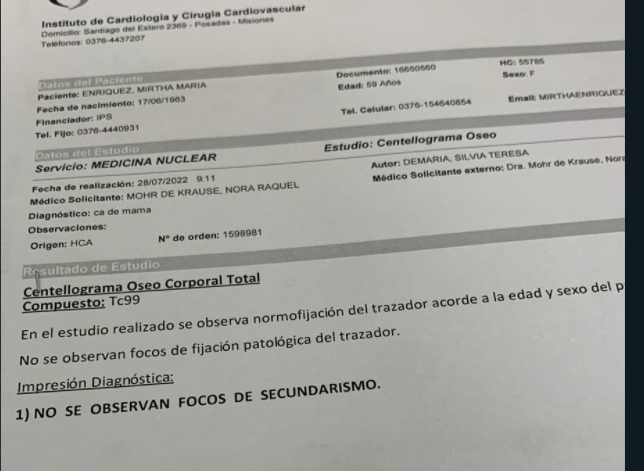 Instituto de Cardiología y Cirugía Cardiovascular
Domicilio: Santiago del Estero 2369 - Posadas - Misiones
Teléfonos: 0376-4437207
Datos del Paciente
Paciente: ENRIQUEZ, MIRTHA MARIA Documento: 16650560 HC: 55785
Fecha de nacimiento: 17/06/1963 Edad: 59 Años Sexo: F
Financiador: IPS
Tel. Fijo: 0376-4440931 Tel. Celular: 0376-154640854 Email: MIRTHAENRIQUEZ
Datos del Estudio
Servicio: MEDICINA NUCLEAR Estudio: Centellograma Oseo
Fecha de realización: 28/07/2022 9:11 Autor: DEMARIA, SILVIA TERESA
Médico Solicitante: MOHR DE KRAUSE, NORA RAQUEL Médico Solicitante externo: Dra. Mohr de Krause, Nora
Diagnóstico: ca de mama
Observaciones:
Origen: HCA N° de orden: 1598981
Resultado de Estudio
Centellograma Oseo Corporal Total
Compuesto: Tc99
En el estudio realizado se observa normofijación del trazador acorde a la edad y sexo del p
No se observan focos de fijación patológica del trazador.
Impresión Diagnóstica:
1) NO SE OBSERVAN FOCOS DE SECUNDARISMO.